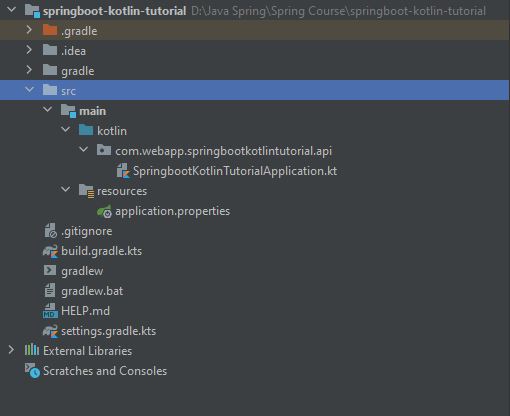 springboot-kotlin-tutorial D:\Java Spring\Spring Course\springboot-kotlin-tutorial
.gradle
.idea
gradle
src
main
kotlin
com.webapp.springbootkotlintutorial.api
SpringbootKotlinTutorialApplication.kt
resources
application.properties
.gitignore
build.gradle.kts
gradlew
gradlew.bat
MD HELP.md
settings.gradle.kts
External Libraries
Scratches and Consoles